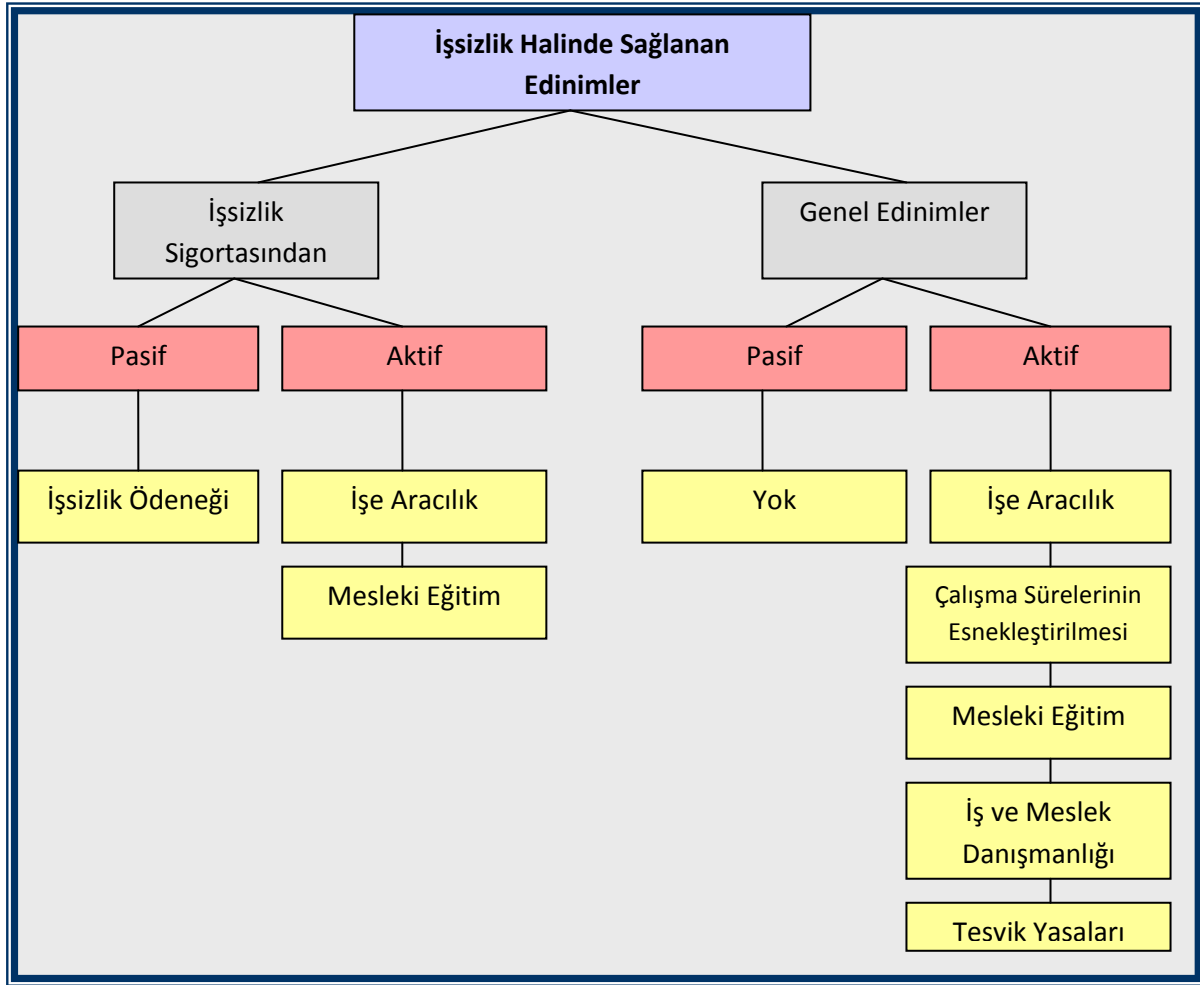 İşsizlik Halinde Sağlanan
Edinimler
İşsizlik
Sigortasından
Genel Edinimler
Pasif
Aktif
Pasif
Aktif
İşsizlik Ödeneği
İşe Aracılık
Yok
İşe Aracılık
Mesleki Eğitim
Çalışma Sürelerinin
Esnekleştirilmesi
Mesleki Eğitim
İş ve Meslek
Danışmanlığı
Tesvik Yasaları